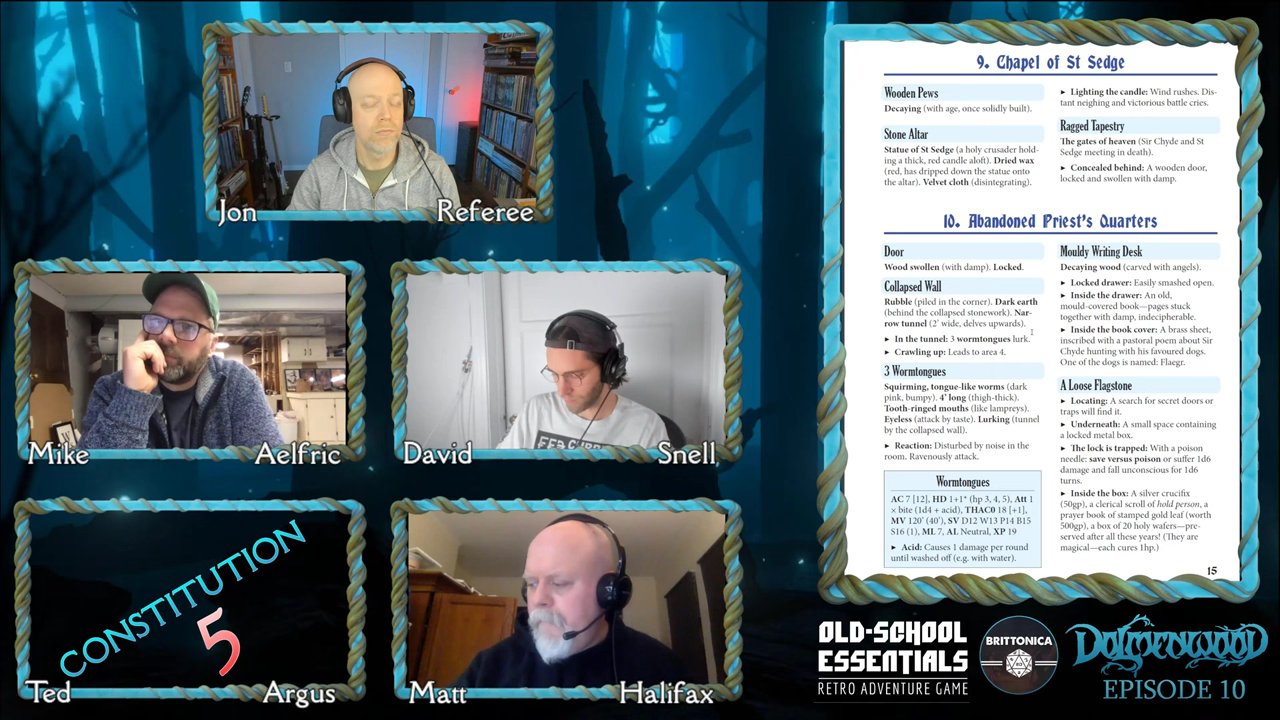 Jon
Referee
Mike
Aelfric
David
Snell
CONSTITUTION
5
Ted
Argus
Matt
Halifax
9. Chapel of St Sedge
Wooden Pews
Decaying (with age, once solidly built).
Stone Altar
Statue of St Sedge (a holy crusader hold-
ing a thick, red candle aloft). Dried wax
(red, has dripped down the statue onto
the altar). Velvet cloth (disintegrating).
► Lighting the candle: Wind rushes. Dis-
tant neighing and victorious battle cries.
Ragged Tapestry
The gates of heaven (Sir Chyde and St
Sedge meeting in death).
► Concealed behind: A wooden door,
locked and swollen with damp.
10. Abandoned Priest's Quarters
Door
Wood swollen (with damp). Locked.
Collapsed Wall
Rubble (piled in the corner). Dark earth
(behind the collapsed stonework). Nar-
row tunnel (2' wide, delves upwards).
► In the tunnel: 3 wormtongues lurk.
► Crawling up: Leads to area 4.
3 Wormtongues
Squirming, tongue-like worms (dark
pink, bumpy). 4' long (thigh-thick).
Tooth-ringed mouths (like lampreys).
Eyeless (attack by taste). Lurking (tunnel
by the collapsed wall).
► Reaction: Disturbed by noise in the
room. Ravenously attack.
Wormtongues
AC 7 [12], HD 1+1* (hp 3, 4, 5), Att 1
× bite (1d4 + acid), THAC0 18 [+1],
MV 120' (40'), SV D12 W13 P14 B15
S16 (1), ML 7, AL Neutral, XP 19
► Acid: Causes 1 damage per round
until washed off (e.g. with water).
Mouldy Writing Desk
Decaying wood (carved with angels).
► Locked drawer: Easily smashed open.
► Inside the drawer: An old,
mould-covered book—pages stuck
together with damp, indecipherable.
► Inside the book cover: A brass sheet,
inscribed with a pastoral poem about Sir
Chyde hunting with his favoured dogs.
One of the dogs is named: Flaegr.
A Loose Flagstone
► Locating: A search for secret doors or
traps will find it.
► Underneath: A small space containing
a locked metal box.
► The lock is trapped: With a poison
needle: save versus poison or suffer 1d6
damage and fall unconscious for 1d6
turns.
► Inside the box: A silver crucifix
(50gp), a clerical scroll of hold person, a
prayer book of stamped gold leaf (worth
500gp), a box of 20 holy wafers—pre-
served after all these years! (They are
magical—each cures 1hp.)
15
OLD-SCHOOL
ESSENTIALS
RETRO ADVENTURE GAME
BRITTONICA
DOLMENWOOD
EPISODE 10